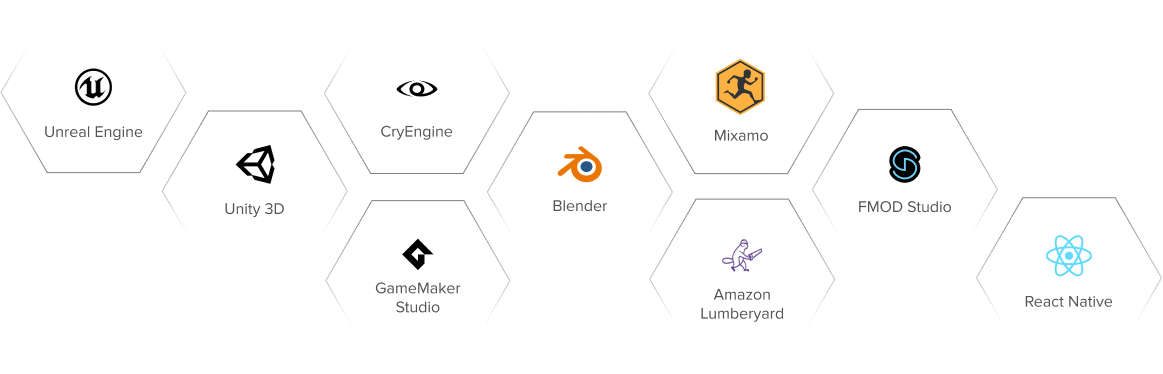 Unreal Engine
CryEngine
Mixamo
Unity 3D
Blender
FMOD Studio
GameMaker
Studio
Amazon
Lumberyard
React Native